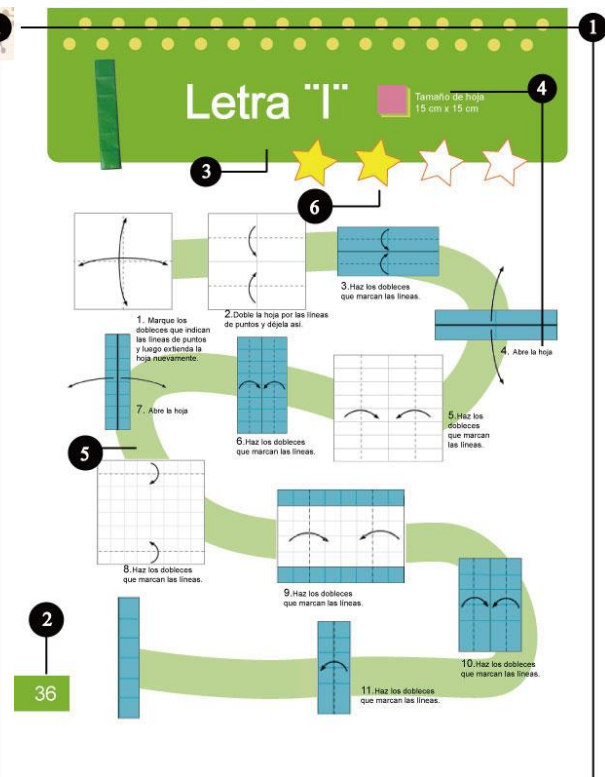 1
Letra ¨I¨
Tamaño de hoja
15 cm x 15 cm
4
3
6
1. Marque los
dobleces que indican
las líneas de puntos
y luego extienda la
hoja nuevamente.
2.Doble la hoja por las líneas
de puntos y déjela así.
3.Haz los dobleces
que marcan las líneas.
4. Abre la hoja
5.Haz los
dobleces
que marcan
las líneas.
6.Haz los dobleces
que marcan las líneas.
7. Abre la hoja
5
8.Haz los dobleces
que marcan las líneas.
9.Haz los dobleces
que marcan las líneas.
10.Haz los dobleces
que marcan las líneas.
11.Haz los dobleces
que marcan las líneas.
2
36